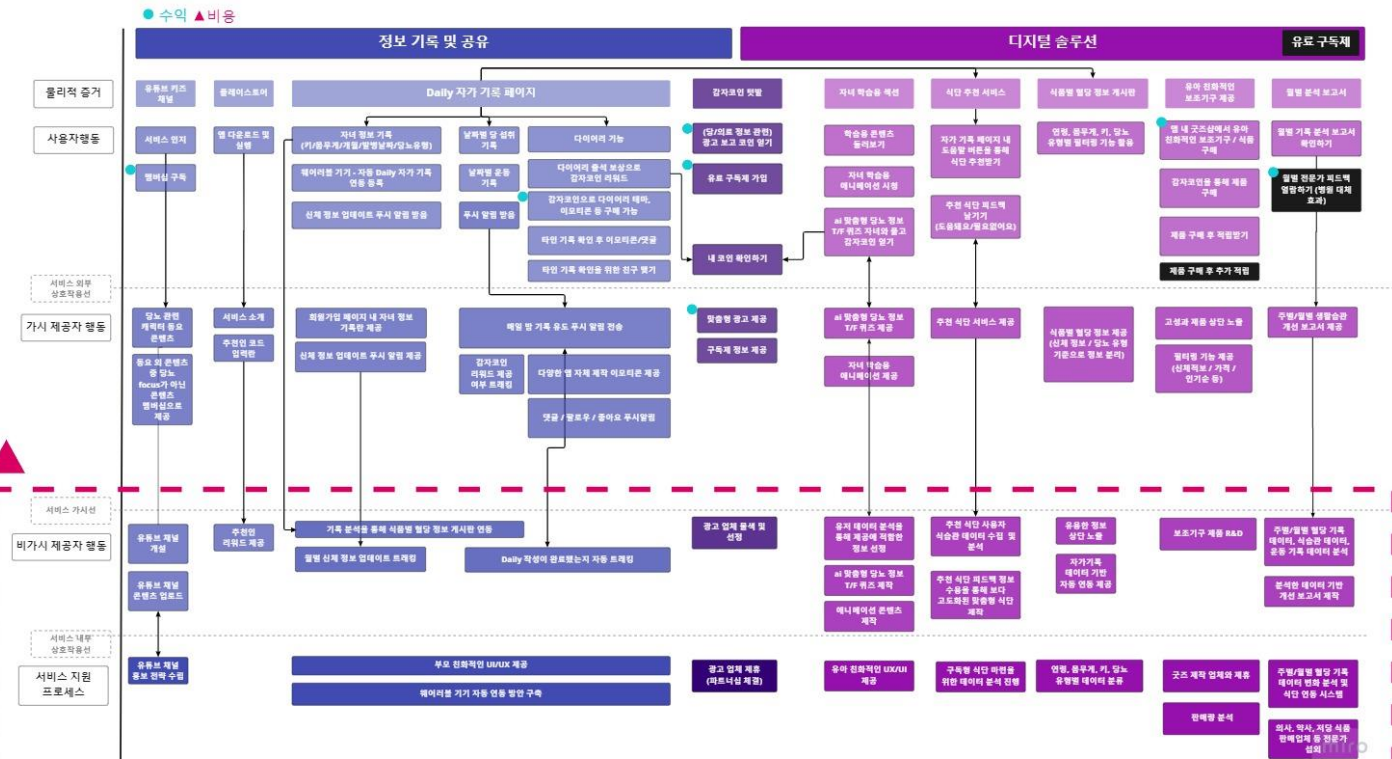 수익 ▲비용
정보 기록 및 공유
디지털 솔루션
유료 구독제
물리적 증거
유튜브 키즈
채널
플레이스토어
Daily 자가 기록 페이지
감자코인 텃밭
자녀 학습용 섹션
식단 추천 서비스
식품별 혈당 정보 게시판
유아 친화적인
보조기구 제공
월별 분석 보고서
사용자행동
서비스 인지
멤버십 구독
앱 다운로드 및
실행
자녀 정보 기록
(키/몸무게/개월/발병날짜/당뇨유형)
웨어러블 기기 - 자동 Daily 자가 기록
연동 등록
신체 정보 업데이트 푸시 알림 받음
날짜별 당 섭취
기록
날짜별 운동
기록
푸시 알림 받음
다이어리 기능
다이어리 출석 보상으로
감자코인 리워드
감자코인으로 다이어리 테마,
이모티콘 등 구매 가능
타인 기록 확인 후 이모티콘/댓글
타인 기록 확인을 위한 친구 맺기
(당/의료 정보 관련)
광고 보고 코인 얻기
유료 구독제 가입
내 코인 확인하기
학습용 콘텐츠
둘러보기
자녀 학습용
애니메이션 시청
ai 맞춤형 당뇨 정보
T/F 퀴즈 자녀와 풀고
감자코인 얻기
자가 기록 페이지 내
도움말 버튼을 통해
식단 추천받기
추천 식단 피드백
남기기
(도움돼요/필요없어요)
연령, 몸무게, 키, 당뇨
유형별 필터링 기능 활용
앱 내 굿즈샵에서 유아
친화적인 보조기구 / 식품
구매
감자코인을 통해 제품
구매
제품 구매 후 적립받기
제품 구매 후 추가 적립
월별 기록 분석 보고서
확인하기
월별 전문가 피드백
열람하기 (병원 대체
효과)
서비스 외부
상호작용선
가시 제공자 행동
당뇨 관련
캐릭터 동요
콘텐츠
동요 외 콘텐츠
중 당뇨
focus가 아닌
콘텐츠
멤버십으로
제공
서비스 소개
추천인 코드
입력란
회원가입 페이지 내 자녀 정보
기록란 제공
신체 정보 업데이트 푸시 알림 제공
매일 밤 기록 유도 푸시 알림 전송
감자코인
리워드 제공
여부 트래킹
다양한 앱 자체 제작 이모티콘 제공
댓글 / 팔로우 / 좋아요 푸시알림
맞춤형 광고 제공
구독제 정보 제공
ai 맞춤형 당뇨 정보
T/F 퀴즈 제공
자녀 학습용
애니메이션 제공
추천 식단 서비스 제공
식품별 혈당 정보 제공
(신체 정보 / 당뇨 유형
기준으로 정보 분리)
고성과 제품 상단 노출
필터링 기능 제공
(신체적보 / 가격 /
인기순 등)
주별/월별 생활습관
개선 보고서 제공
서비스 가시선
비가시 제공자 행동
유튜브 채널
개설
유튜브 채널
콘텐츠 업로드
추천인
리워드 제공
기록 분석을 통해 식품별 혈당 정보 게시판 연동
월별 신체 정보 업데이트 트래킹
Daily 작성이 완료했는지 자동 트래킹
광고 업체 물색 및
선정
유저 데이터 분석을
통해 제공에 적합한
정보 선정
ai 맞춤형 당뇨 정보
T/F 퀴즈 제작
애니메이션 콘텐츠
제작
추천 식단 사용자
식습관 데이터 수집 및
분석
추천 식단 피드백 정보
수용을 통해 보다
고도화된 맞춤형 식단
제작
유용한 정보
상단 노출
자가기록
데이터 기반
자동 연동 제공
보조기구 제품 R&D
주별/월별 혈당 기록
데이터, 식습관 데이터,
운동 기록 데이터 분석
분석한 데이터 기반
개선 보고서 제작
서비스 내부
상호작용선
서비스 지원
프로세스
유튜브 채널
홍보 전략 수립
부모 친화적인 UI/UX 제공
웨어러블 기기 자동 연동 방안 구축
광고 업체 제휴
(파트너십 체결)
유아 친화적인 UX/UI
제공
구독형 식단 마련을
위한 데이터 분석 진행
연령, 몸무게, 키, 당뇨
유형별 데이터 분류
굿즈 제작 업체와 제휴
판매량 분석
주별/월별 혈당 기록
데이터 변화 분석 및
식단 연동 시스템
의사, 약사, 저당 식품
판매업체 등 전문가
섭외
miro